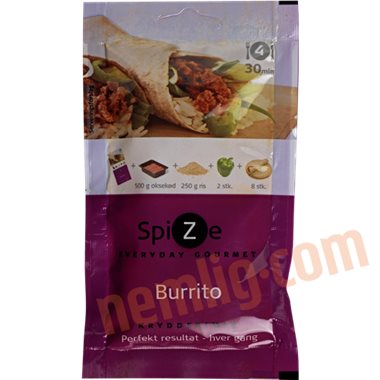 4
30 min
500 g oksekød
250 g ris
2 stk.
8 stk.
SpiZe
EVERYDAY GOURMET
nemlig.com
Burrito
Perfekt resultat - hver gang